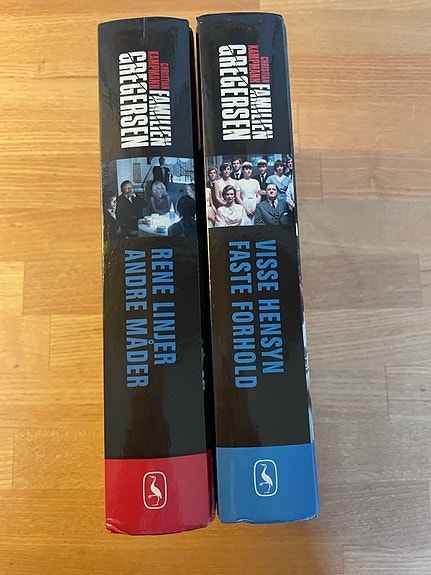 CHRISTIAN
KAMPMANN
FAMILIEN
GREGERSEN
RENE LINJER
ANDRE MÅDER
CHRISTIAN
KAMPMANN
FAMILIEN
GREGERSEN
VISSE HENSYN
FASTE FORHOLD